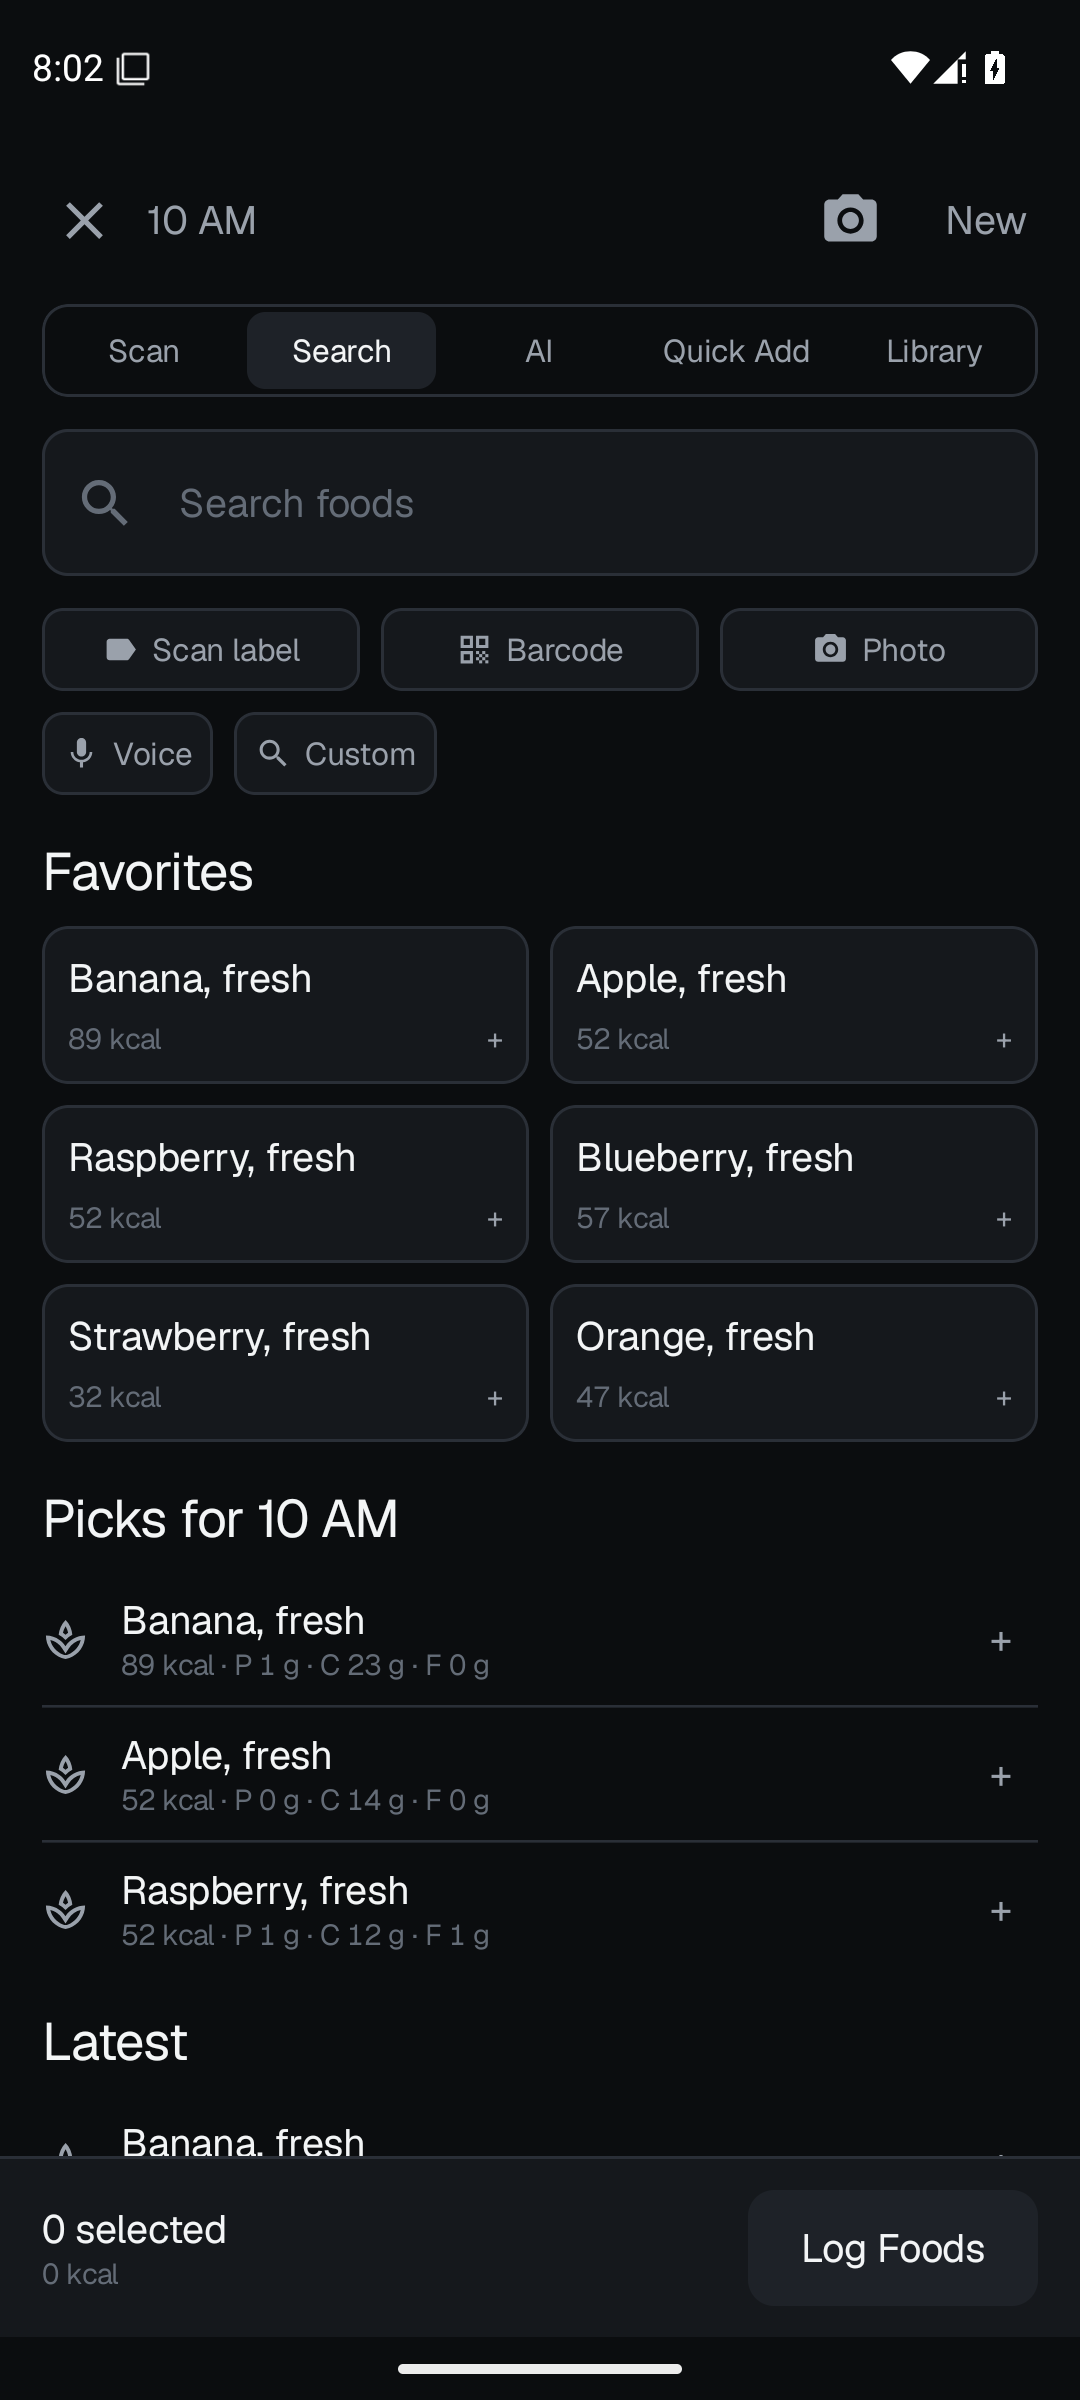 8:02
10 AM
New
Scan
Search
AI
Quick Add
Library
Search foods
Scan label
Barcode
Photo
Voice
Custom
Favorites
Banana, fresh
89 kcal
+
Apple, fresh
52 kcal
+
Raspberry, fresh
52 kcal
+
Blueberry, fresh
57 kcal
+
Strawberry, fresh
32 kcal
+
Orange, fresh
47 kcal
+
Picks for 10 AM
Banana, fresh
89 kcal · P 1 g · C 23 g · F 0 g
+
Apple, fresh
52 kcal · P 0 g · C 14 g · F 0 g
+
Raspberry, fresh
52 kcal · P 1 g · C 12 g · F 1 g
+
Latest
Banana, fresh
0 selected
0 kcal
Log Foods